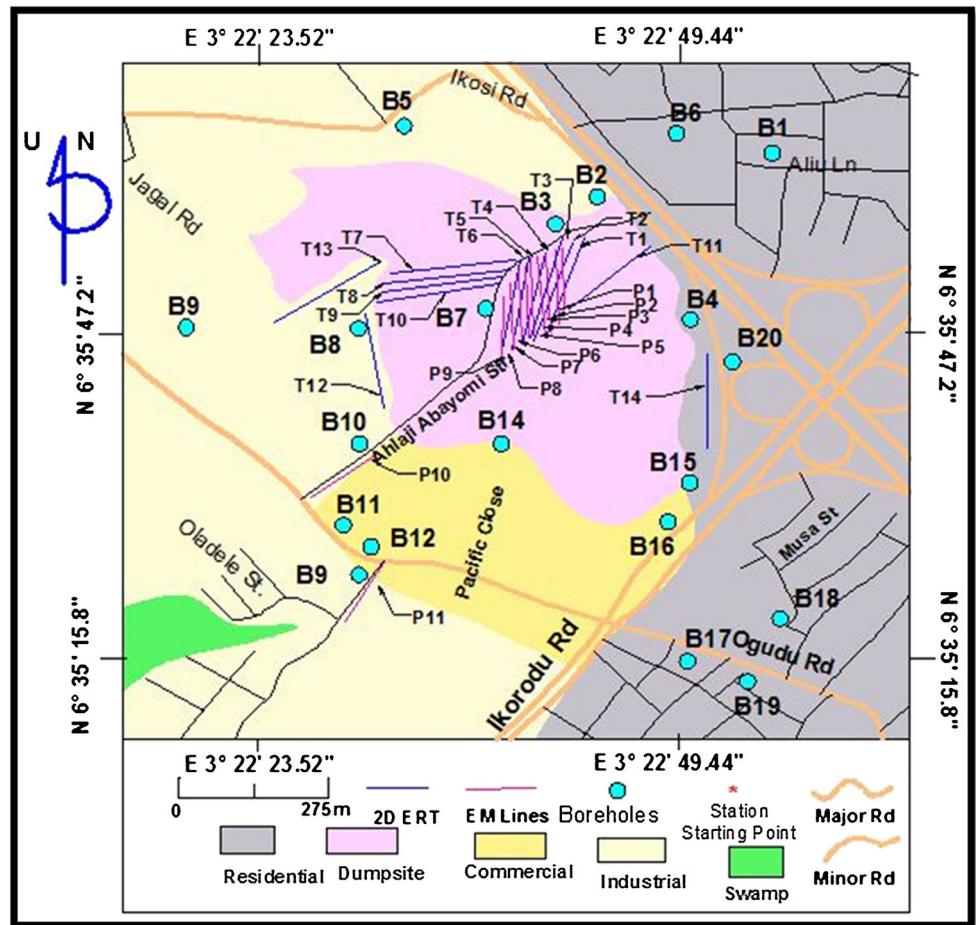 E 3° 22' 23.52"
E 3° 22' 49.44"
U N
Ikosi Rd
B5
B6
B1
Aliu Ln
Jagal Rd
B2
T3
B3
T4
T2
T5
T1
T6
T7
T11
T13
P1
T8
P2
T9
P3
T10
B7
B4
B9
P4
B8
P5
B20
P6
P7
P9
P8
T12
T14
N 6° 35' 47.2"
N 6° 35' 47.2"
Ahlaji Abayomi Str
B10
B14
P10
B15
B11
B12
B16
Pacific Close
Musa St
Oladele St.
B9
P11
B18
B17
Ogudu Rd
B19
Ikorodu Rd
N 6° 35' 15.8"
N 6° 35' 15.8"
E 3° 22' 23.52"
E 3° 22' 49.44"
0
275m
2D ERT
EM Lines
Boreholes
*
Station
Starting Point
Major Rd
Residential
Dumpsite
Commercial
Industrial
Swamp
Minor Rd